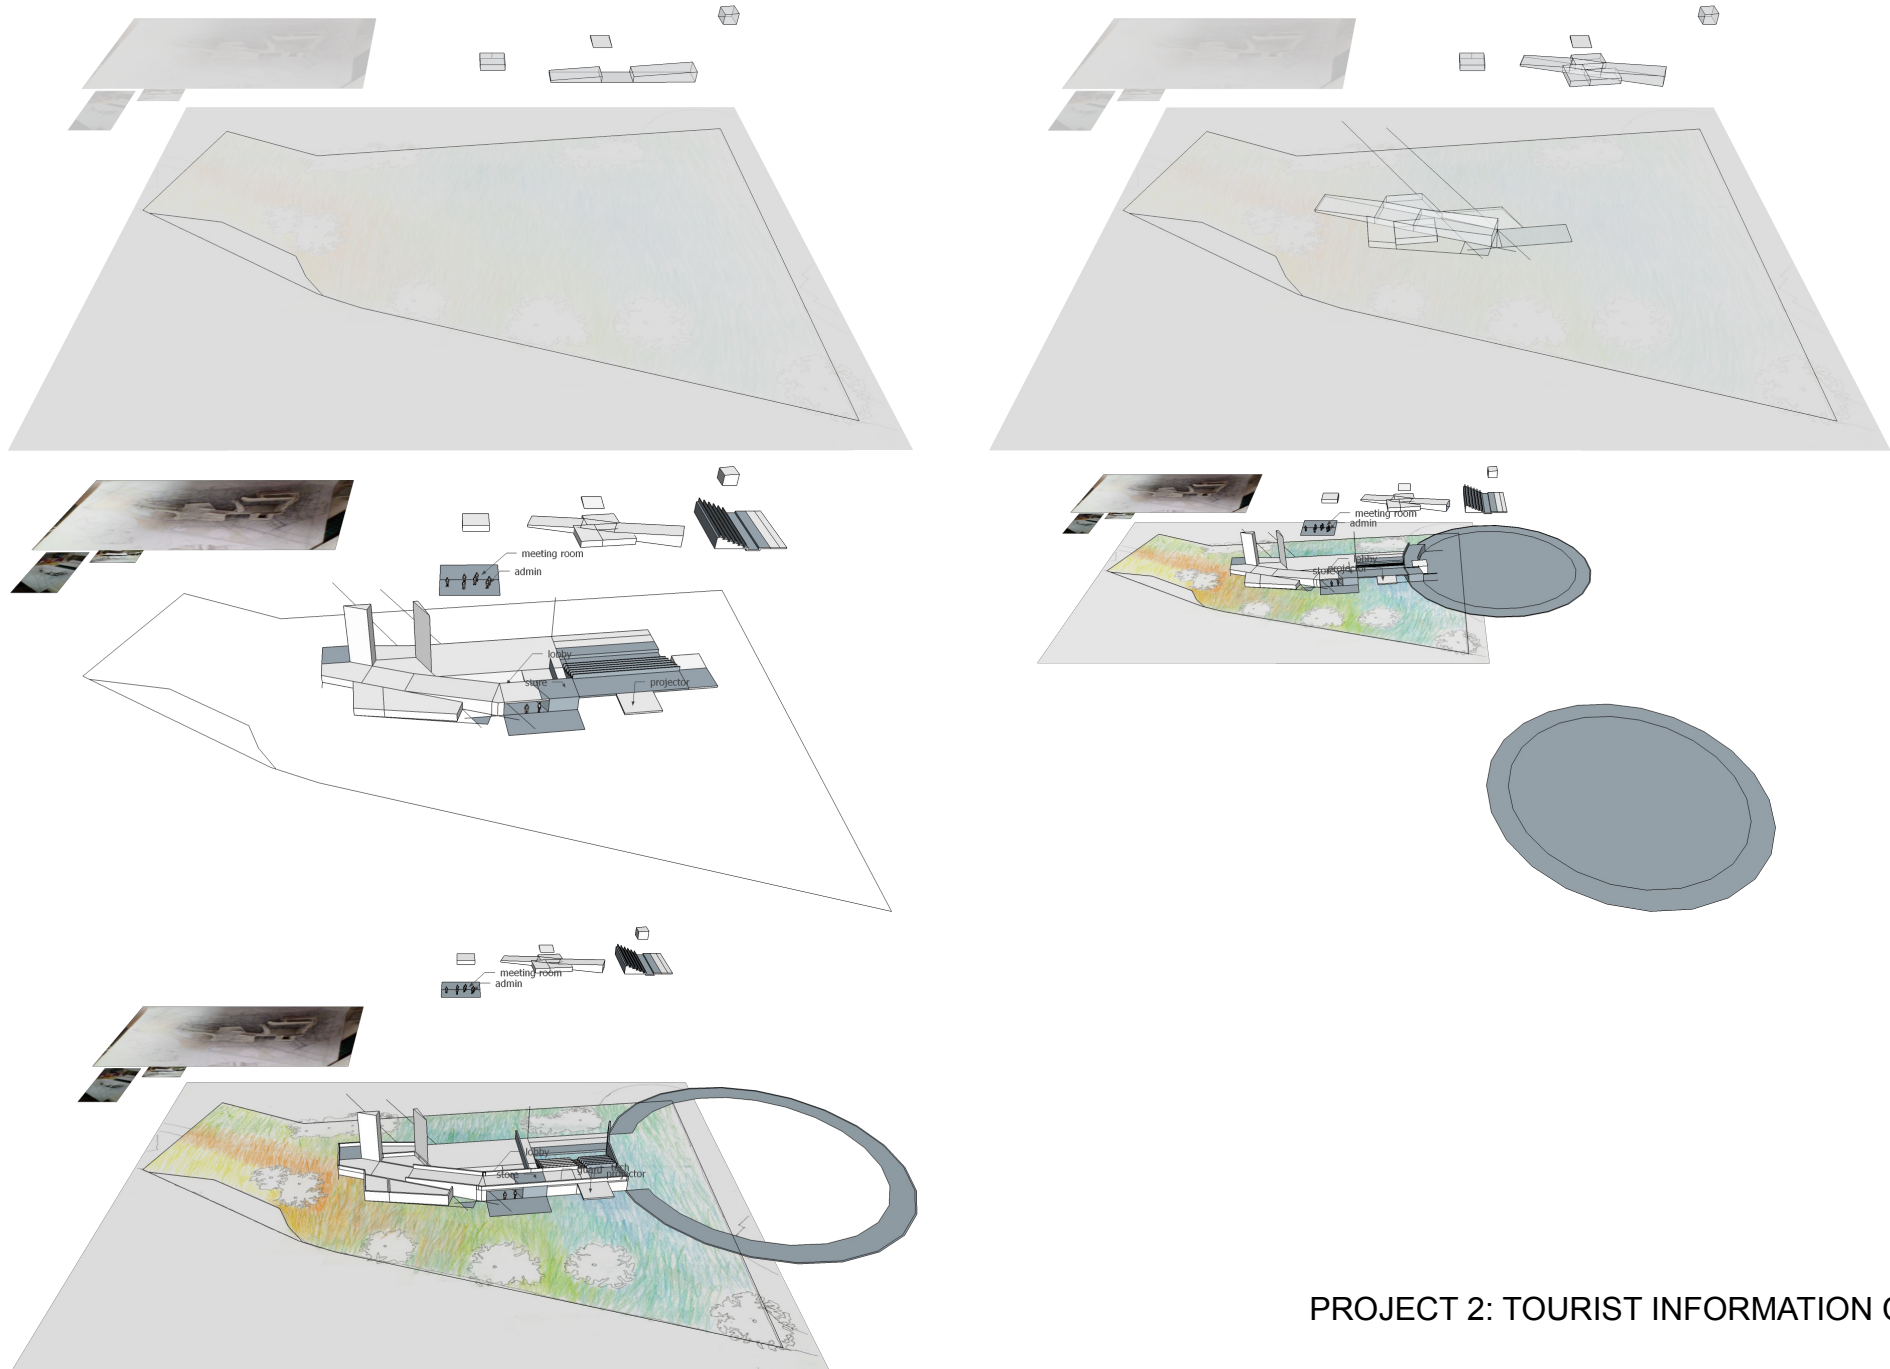 meeting room
admin
lobby
store
projector
meeting room
admin
lobby
store
projector
meeting room
admin
lobby
store
guard
tech
projector
PROJECT 2: TOURIST INFORMATION